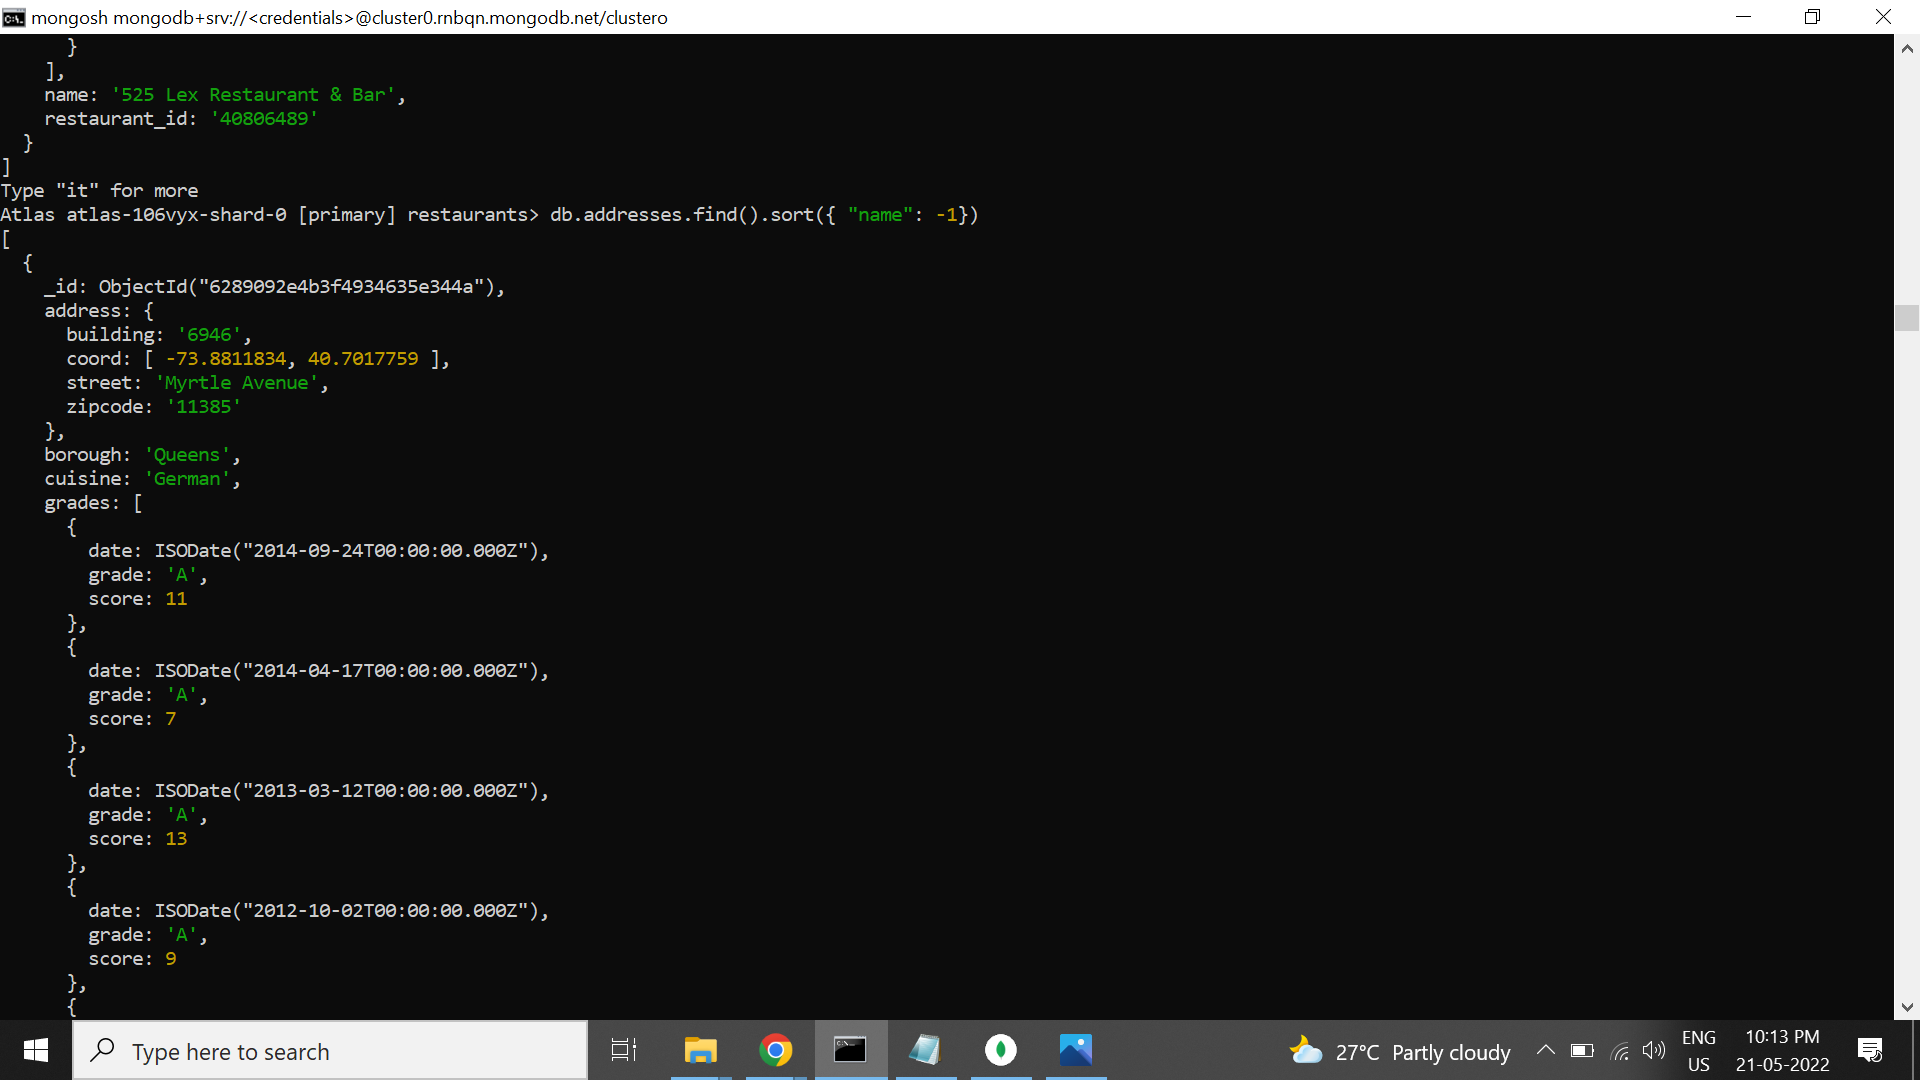 mongosh mongodb+srv://<credentials>@cluster0.rnbqn.mongodb.net/clustero
    }
    ],
    name: '525 Lex Restaurant & Bar',
    restaurant_id: '40806489'
  }
]
Type "it" for more
Atlas atlas-106vyx-shard-0 [primary] restaurants> db.addresses.find().sort({ "name": -1})
[
  {
    _id: ObjectId("6289092e4b3f4934635e344a"),
    address: {
      building: '6946',
      coord: [ -73.8811834, 40.7017759 ],
      street: 'Myrtle Avenue',
      zipcode: '11385'
    },
    borough: 'Queens',
    cuisine: 'German',
    grades: [
      {
        date: ISODate("2014-09-24T00:00:00.000Z"),
        grade: 'A',
        score: 11
      },
      {
        date: ISODate("2014-04-17T00:00:00.000Z"),
        grade: 'A',
        score: 7
      },
      {
        date: ISODate("2013-03-12T00:00:00.000Z"),
        grade: 'A',
        score: 13
      },
      {
        date: ISODate("2012-10-02T00:00:00.000Z"),
        grade: 'A',
        score: 9
      },
      {
Type here to search
27°C Partly cloudy
ENG
US
10:13 PM
21-05-2022